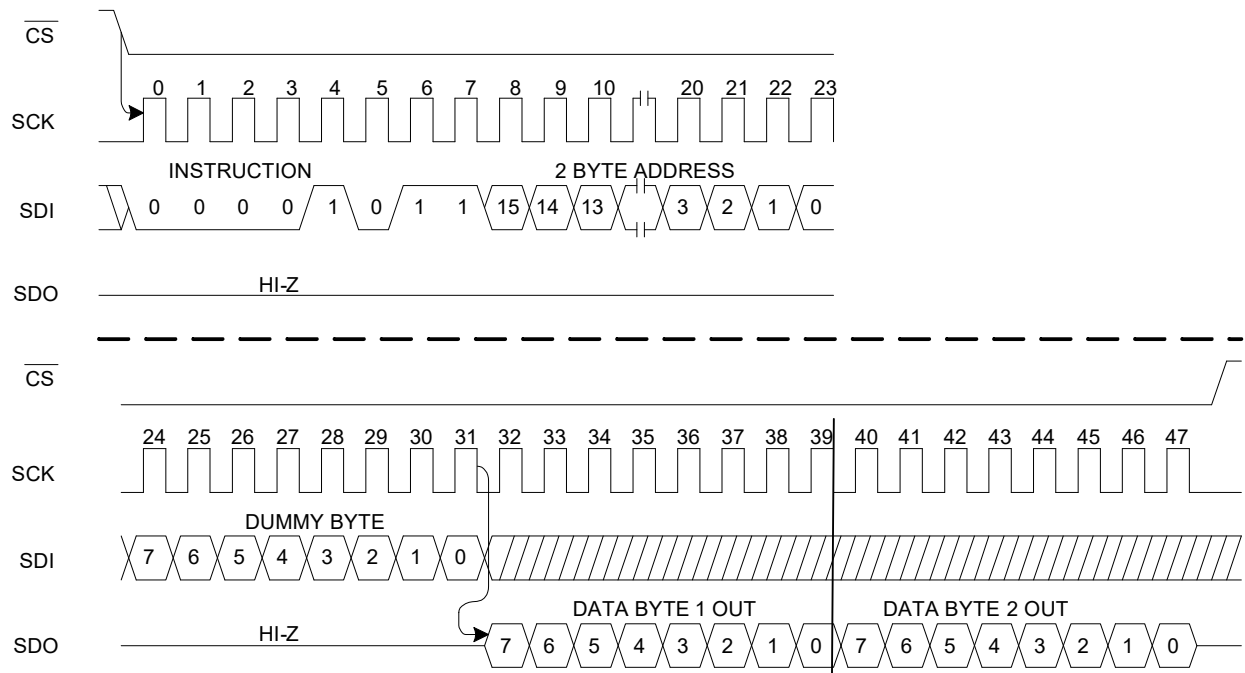 CS
0 1 2 3 4 5 6 7 8 9 10 20 21 22 23
SCK
INSTRUCTION 2 BYTE ADDRESS
SDI 0 0 0 0 1 0 1 1 15 14 13 3 2 1 0
HI-Z
SDO
CS
24 25 26 27 28 29 30 31 32 33 34 35 36 37 38 39 40 41 42 43 44 45 46 47
SCK
DUMMY BYTE
SDI 7 6 5 4 3 2 1 0
DATA BYTE 1 OUT DATA BYTE 2 OUT
HI-Z
SDO 7 6 5 4 3 2 1 0 7 6 5 4 3 2 1 0